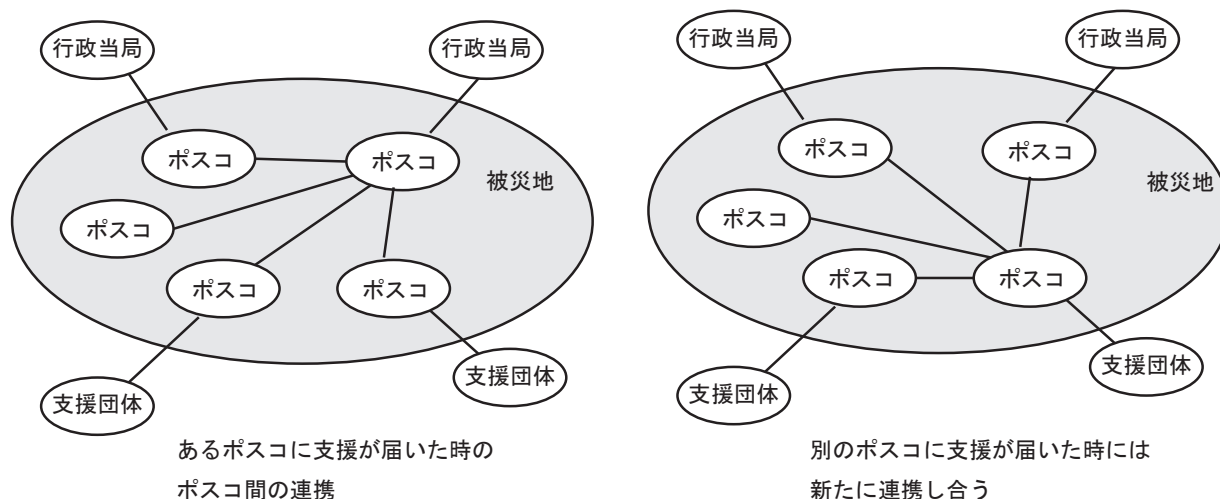 行政当局
行政当局
ポスコ
ポスコ
被災地
ポスコ
ポスコ
ポスコ
支援団体
支援団体
あるポスコに支援が届いた時の
ポスコ間の連携
行政当局
行政当局
ポスコ
ポスコ
被災地
ポスコ
ポスコ
ポスコ
支援団体
支援団体
別のポスコに支援が届いた時には
新たに連携し合う